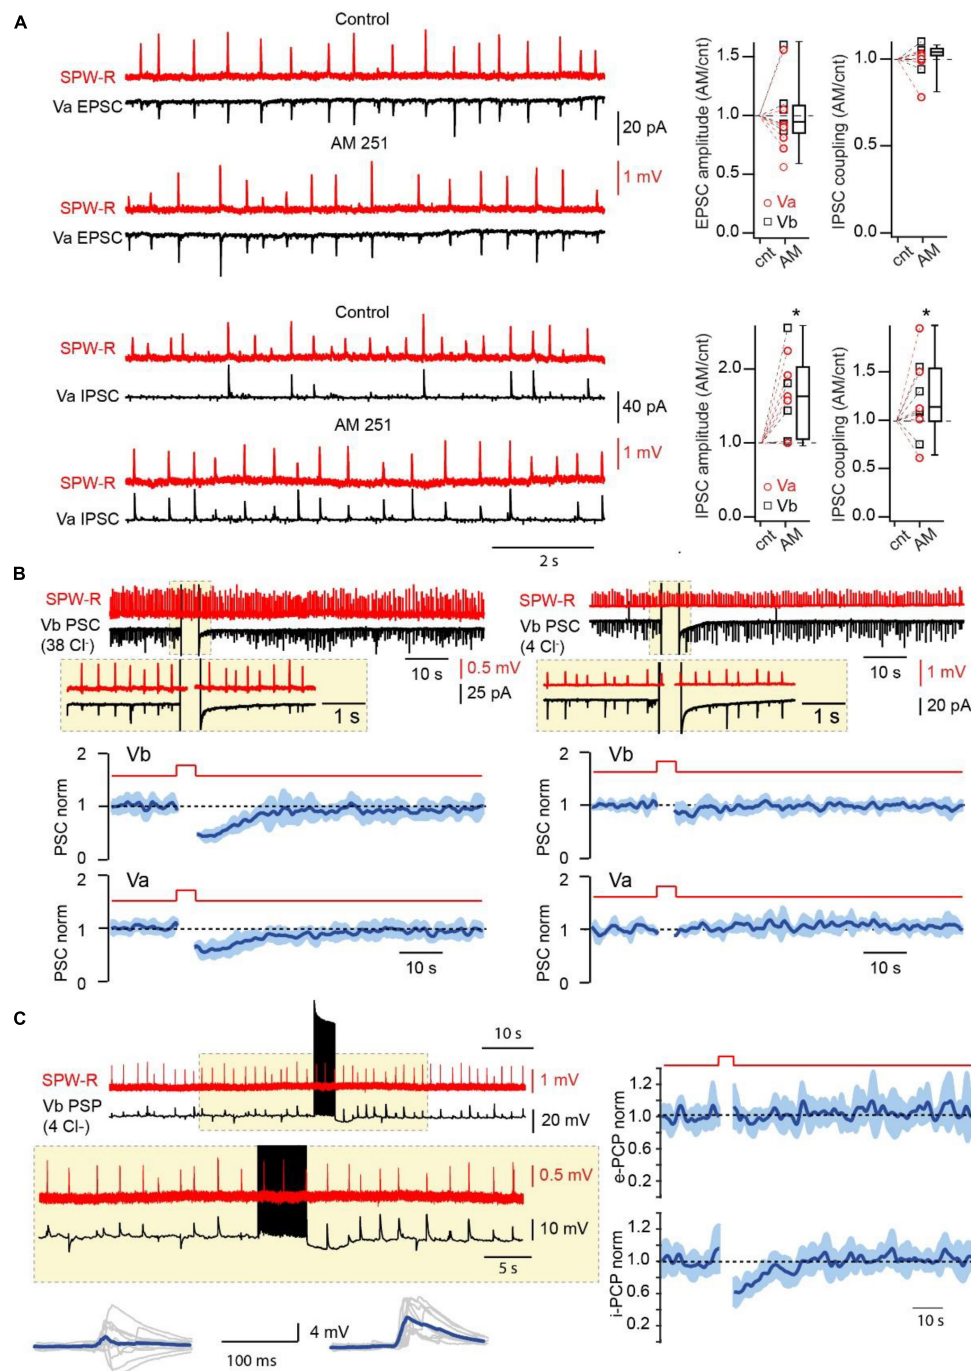 A
Control
SPW-R
Va EPSC
20 pA
AM 251
1 mV
SPW-R
Va EPSC
EPSC amplitude (AM/cnt)
1.5
1.0
0.5
0.0
Va
Vb
cnt
AM
IPSC coupling (AM/cnt)
1.0
0.0
cnt
AM
Control
SPW-R
Va IPSC
40 pA
AM 251
1 mV
SPW-R
Va IPSC
2 s
IPSC amplitude (AM/cnt)
*
2.0
1.0
0.0
Va
Vb
cnt
AM
IPSC coupling (AM/cnt)
*
1.5
1.0
0.5
0.0
cnt
AM
B
SPW-R
Vb PSC
(38 Cl-)
10 s
0.5 mV
25 pA
1 s
SPW-R
Vb PSC
(4 Cl-)
10 s
1 mV
20 pA
1 s
Vb
PSC norm
2
1
0
Va
PSC norm
2
1
0
10 s
Vb
PSC norm
2
1
0
Va
PSC norm
2
1
0
10 s
C
10 s
SPW-R
1 mV
Vb PSP
(4 Cl-)
20 mV
0.5 mV
10 mV
5 s
4 mV
100 ms
e-PCP norm
1.2
1.0
0.6
0.2
i-PCP norm
1.2
1.0
0.6
0.2
10 s